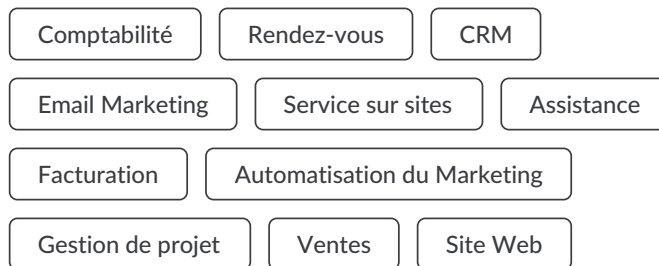 Comptabilité Rendez-vous CRM
Email Marketing Service sur sites Assistance
Facturation Automatisation du Marketing
Gestion de projet Ventes Site Web